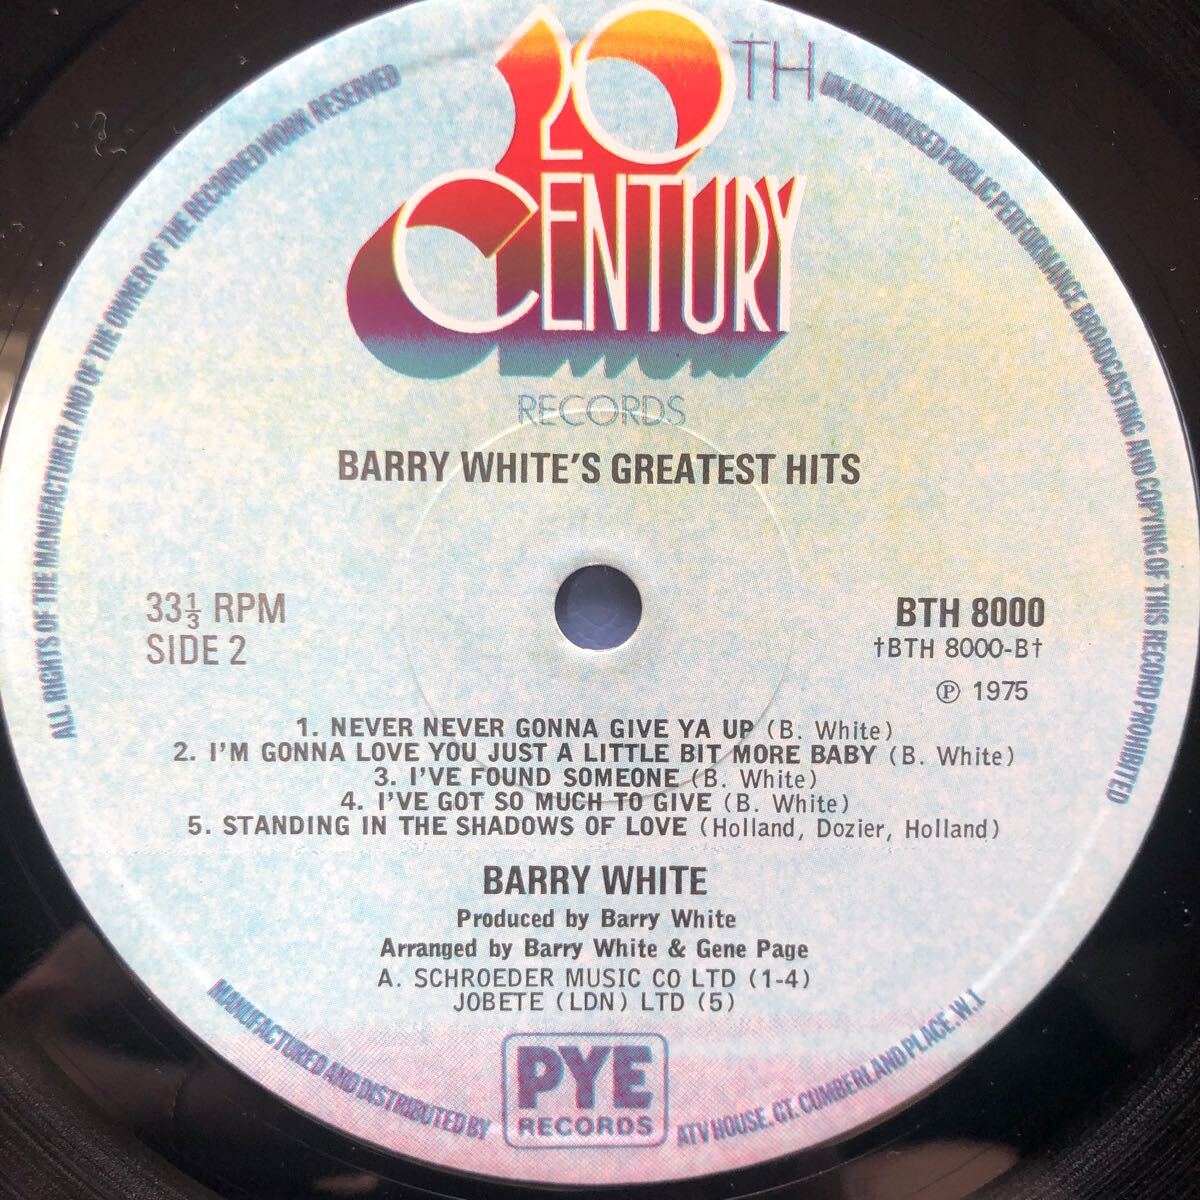 20TH
CENTURY
RECORDS
BARRY WHITE'S GREATEST HITS
33⅓ RPM
SIDE 2
BTH 8000
†BTH 8000-B†
Ⓟ 1975
1. NEVER NEVER GONNA GIVE YA UP (B. White)
2. I'M GONNA LOVE YOU JUST A LITTLE BIT MORE BABY (B. White)
3. I'VE FOUND SOMEONE (B. White)
4. I'VE GOT SO MUCH TO GIVE (B. White)
5. STANDING IN THE SHADOWS OF LOVE (Holland, Dozier, Holland)
BARRY WHITE
Produced by Barry White
Arranged by Barry White & Gene Page
A. SCHROEDER MUSIC CO LTD (1-4)
JOBETE (LDN) LTD (5)
ALL RIGHTS OF THE MANUFACTURER AND OF THE OWNER OF THE RECORDED WORK RESERVED
UNAUTHORISED PUBLIC PERFORMANCE BROADCASTING AND COPYING OF THIS RECORD PROHIBITED
MANUFACTURED AND DISTRIBUTED BY
PYE
RECORDS
ATV HOUSE. GT. CUMBERLAND PLACE. W.1